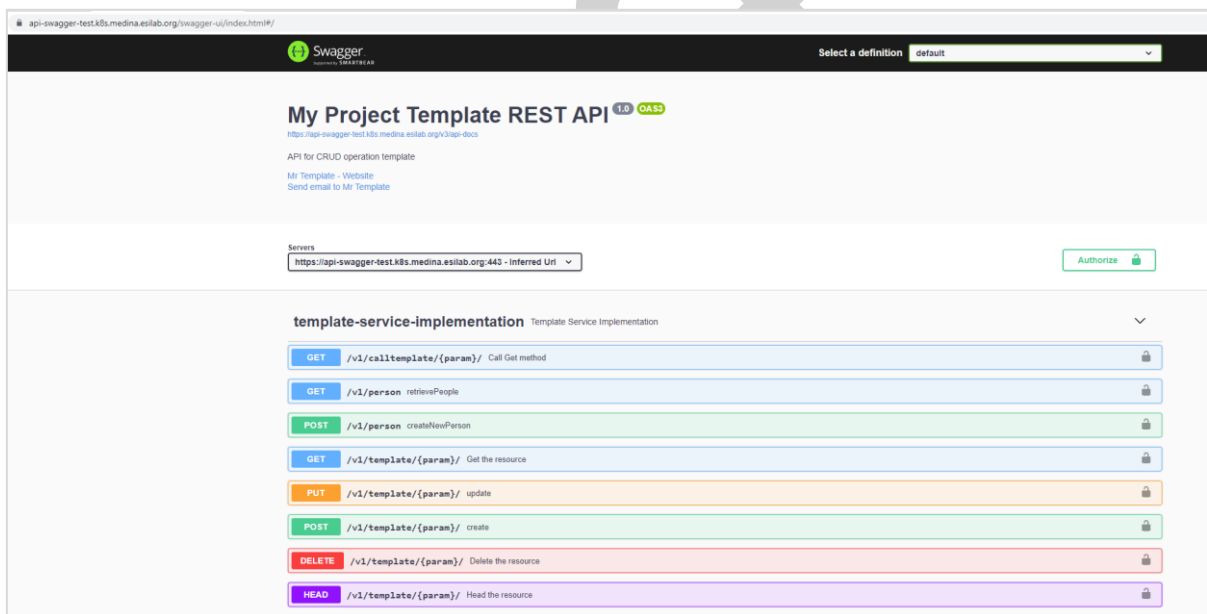 api-swagger-test.k8s.medina.esilab.org/swagger-ui/index.html#/
Swagger. Select a definition default
Supported by SMARTBEAR
My Project Template REST API 1.0 OAS3
https://api-swagger-test.k8s.medina.esilab.org/v3/api-docs
API for CRUD operation template
Mr Template - Website
Send email to Mr Template
Servers
https://api-swagger-test.k8s.medina.esilab.org:443 - Inferred Url Authorize
template-service-implementation Template Service Implementation
GET /v1/calltemplate/{param}/ Call Get method
GET /v1/person retrievePeople
POST /v1/person createNewPerson
GET /v1/template/{param}/ Get the resource
PUT /v1/template/{param}/ update
POST /v1/template/{param}/ create
DELETE /v1/template/{param}/ Delete the resource
HEAD /v1/template/{param}/ Head the resource